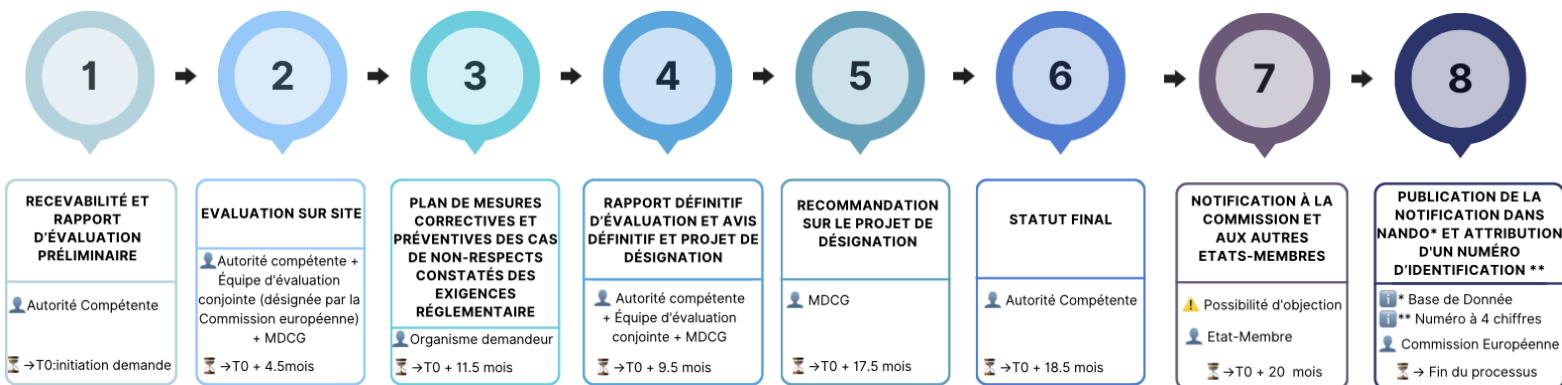 1
2
3
4
5
6
7
8
RECEVABILITÉ ET
RAPPORT
D'ÉVALUATION
PRÉLIMINAIRE
Autorité Compétente
→T0:initiation demande
EVALUATION SUR SITE
Autorité compétente +
Équipe d'évaluation
conjointe (désignée par la
Commission européenne)
+ MDCG
→T0 + 4.5mois
PLAN DE MESURES
CORRECTIVES ET
PRÉVENTIVES DES CAS
DE NON-RESPECTS
CONSTATÉS DES
EXIGENCES
RÉGLEMENTAIRE
Organisme demandeur
→T0 + 11.5 mois
RAPPORT DÉFINITIF
D'ÉVALUATION ET AVIS
DÉFINITIF ET PROJET DE
DÉSIGNATION
Autorité compétente
+ Équipe d'évaluation
conjointe + MDCG
→T0 + 9.5 mois
RECOMMANDATION
SUR LE PROJET DE
DÉSIGNATION
MDCG
→T0 + 17.5 mois
STATUT FINAL
Autorité Compétente
→T0 + 18.5 mois
NOTIFICATION À LA
COMMISSION ET
AUX AUTRES
ETATS-MEMBRES
Possibilité d'objection
Etat-Membre
→T0 + 20 mois
PUBLICATION DE LA
NOTIFICATION DANS
NANDO* ET ATTRIBUTION
D'UN NUMÉRO
D'IDENTIFICATION **
* Base de Donnée
** Numéro à 4 chiffres
Commission Européenne
→ Fin du processus